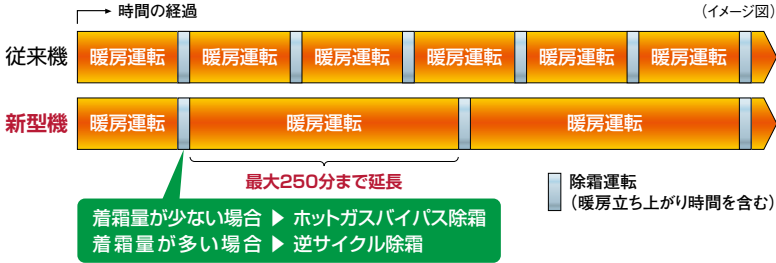 時間の経過
(イメージ図)
従来機 暖房運転 暖房運転 暖房運転 暖房運転 暖房運転 暖房運転
新型機 暖房運転 暖房運転 暖房運転
最大250分まで延長
除霜運転
(暖房立ち上がり時間を含む)
着霜量が少ない場合 ▶ ホットガスバイパス除霜
着霜量が多い場合 ▶ 逆サイクル除霜